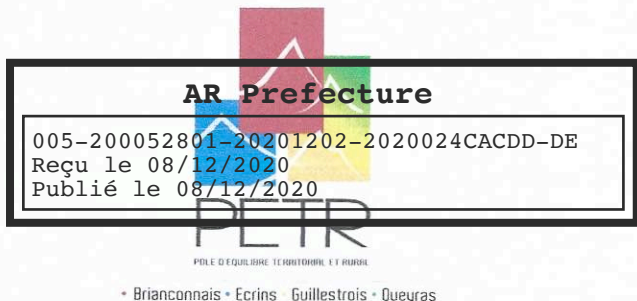 AR Prefecture
005-200052801-20201202-2020024CACDD-DE
Reçu le 08/12/2020
Publié le 08/12/2020
PETR
POLE D'EQUILIBRE TERRITORIAL ET RURAL
• Briançonnais • Ecrins • Guillestrois • Queyras